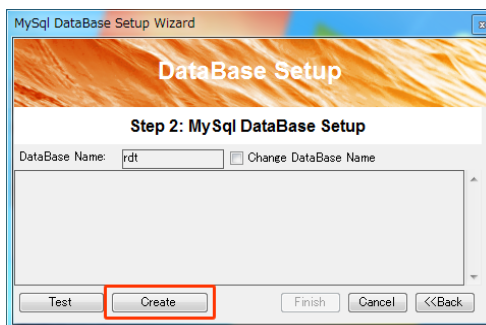 MySql DataBase Setup Wizard
DataBase Setup
Step 2: MySql DataBase Setup
DataBase Name: rdt Change DataBase Name
Test Create Finish Cancel <<Back